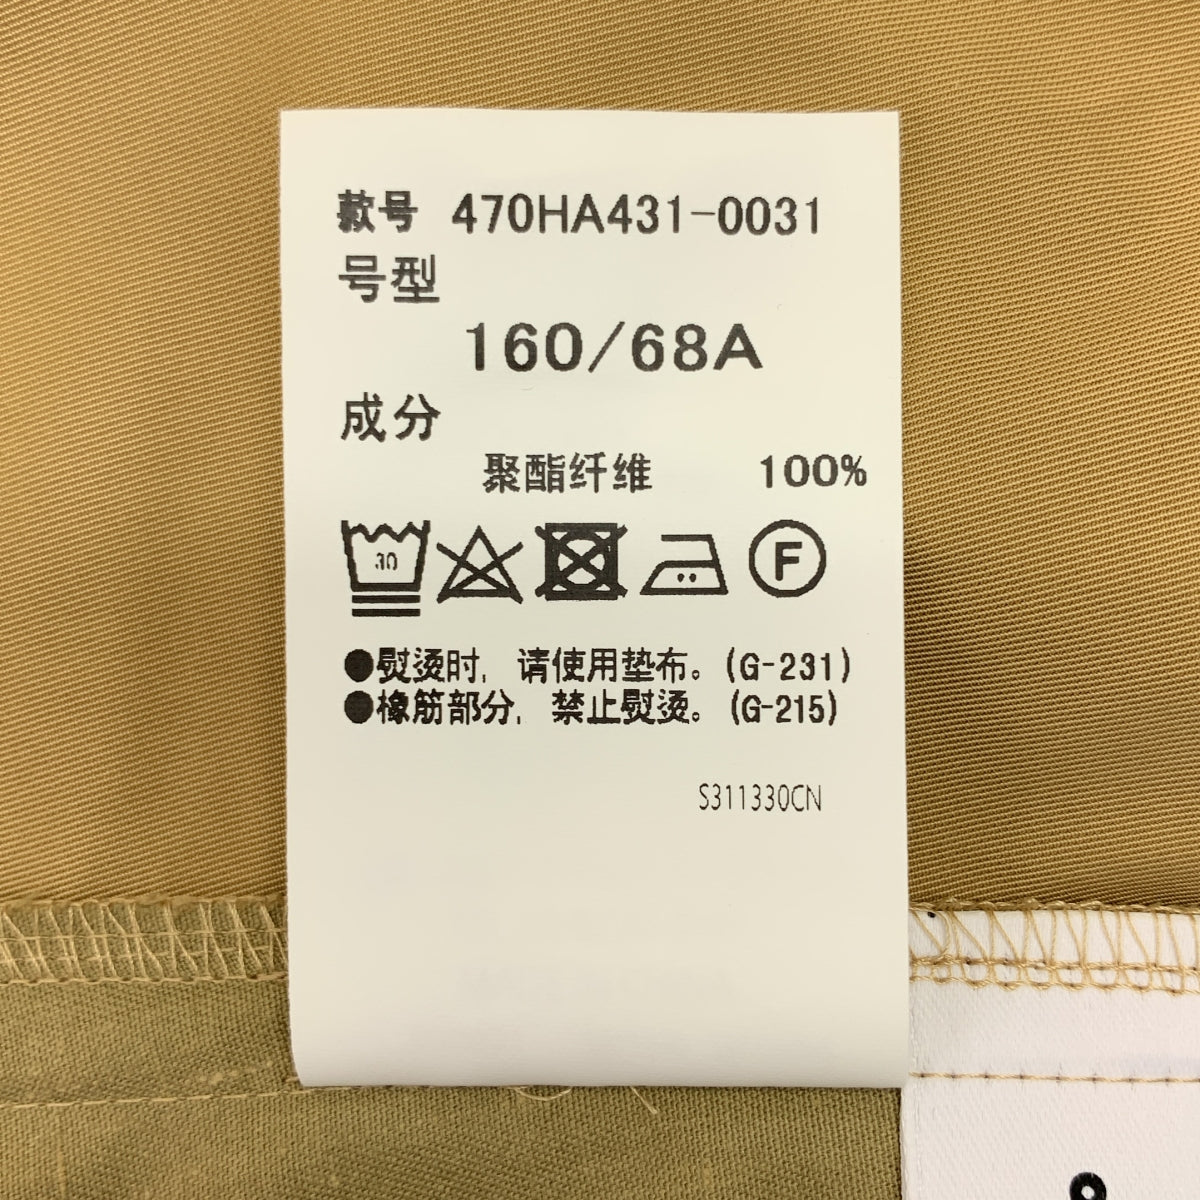 款号 470HA431-0031
号型
160/68A
成分
聚酯纤维 100%
30 F
●熨烫时, 请使用垫布。(G-231)
●橡筋部分, 禁止熨烫。(G-215)
S311330CN